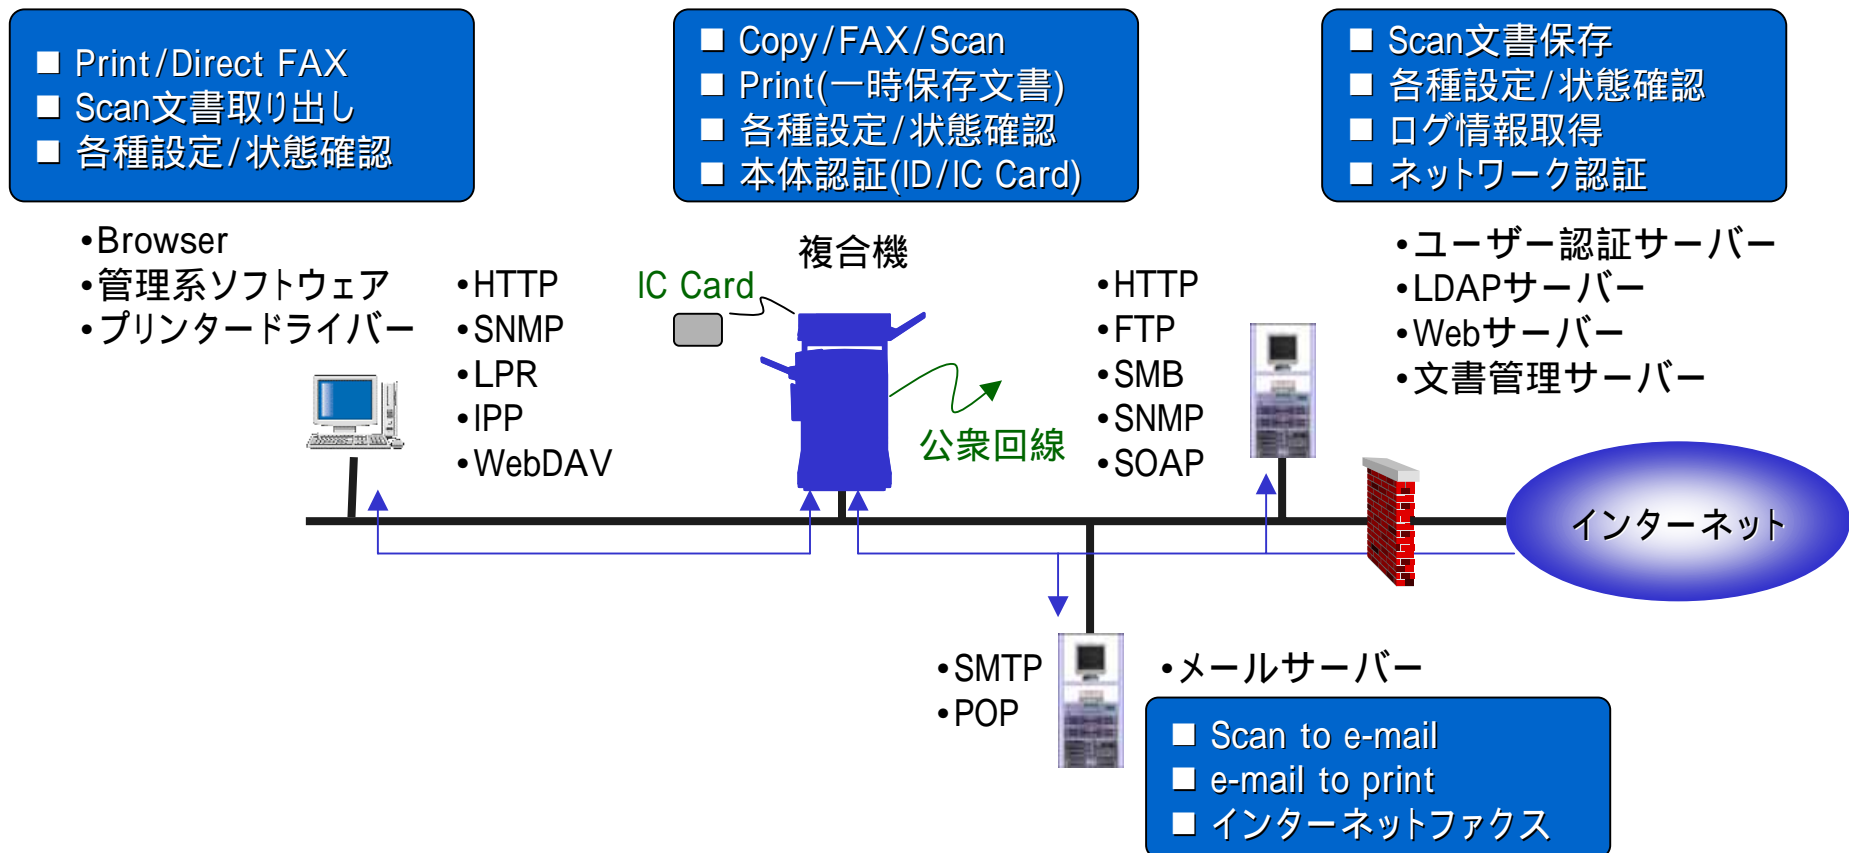 ■ Print/Direct FAX
■ Scan文書取り出し
■ 各種設定/状態確認
■ Copy/FAX/Scan
■ Print(一時保存文書)
■ 各種設定/状態確認
■ 本体認証(ID/IC Card)
■ Scan文書保存
■ 各種設定/状態確認
■ ログ情報取得
■ ネットワーク認証
•Browser
•管理系ソフトウェア
•プリンタードライバー
•HTTP
•SNMP
•LPR
•IPP
•WebDAV
IC Card
複合機
公衆回線
•HTTP
•FTP
•SMB
•SNMP
•SOAP
•ユーザー認証サーバー
•LDAPサーバー
•Webサーバー
•文書管理サーバー
インターネット
•SMTP
•POP
•メールサーバー
■ Scan to e-mail
■ e-mail to print
■ インターネットファクス